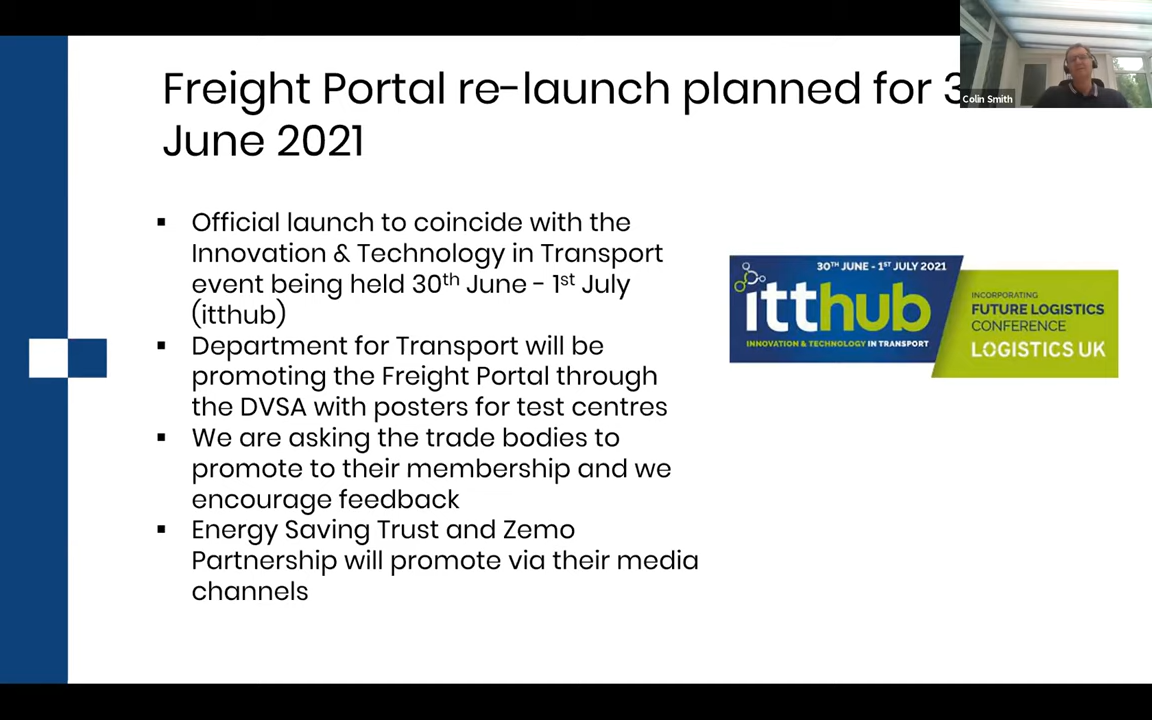 Freight Portal re-launch planned for 3
June 2021
Colin Smith
▪ Official launch to coincide with the
Innovation & Technology in Transport
event being held 30th June - 1st July
(itthub)
▪ Department for Transport will be
promoting the Freight Portal through
the DVSA with posters for test centres
▪ We are asking the trade bodies to
promote to their membership and we
encourage feedback
▪ Energy Saving Trust and Zemo
Partnership will promote via their media
channels
30TH JUNE - 1ST JULY 2021
itthub
INNOVATION & TECHNOLOGY IN TRANSPORT
INCORPORATING
FUTURE LOGISTICS
CONFERENCE
LOGISTICS UK